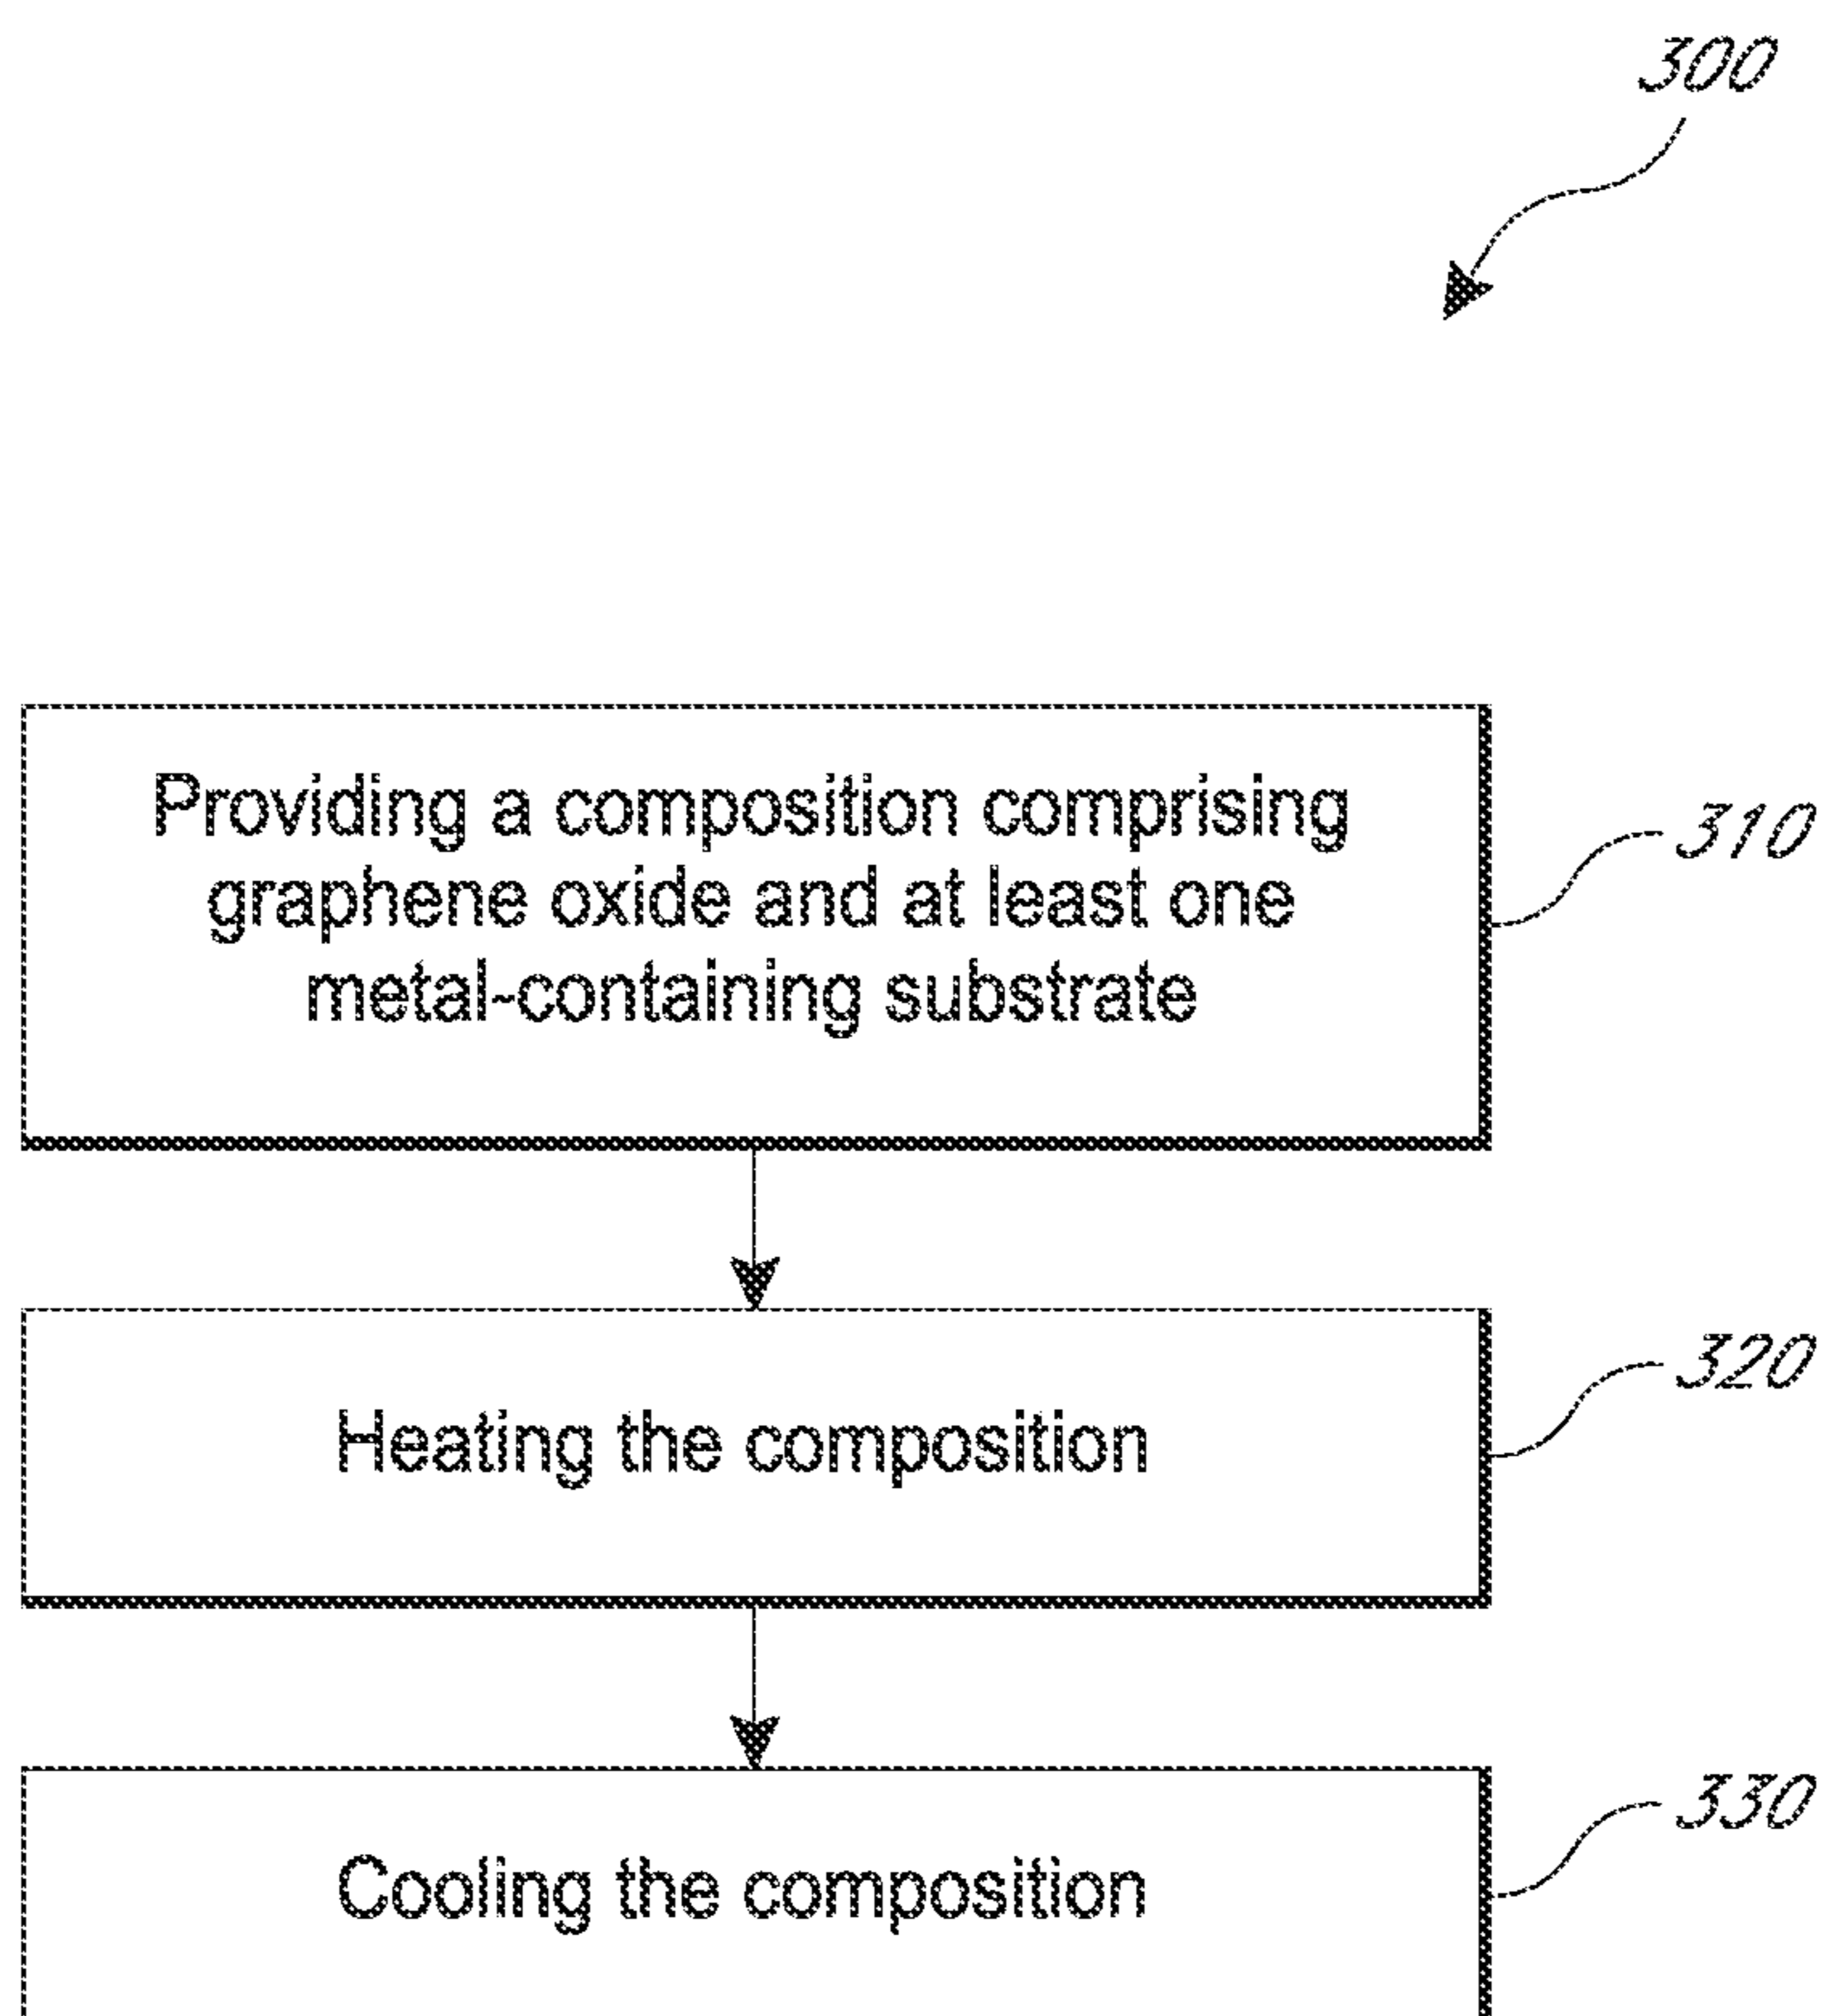 300
Providing a composition comprising
graphene oxide and at least one
metal-containing substrate
310
Heating the composition
320
Cooling the composition
330